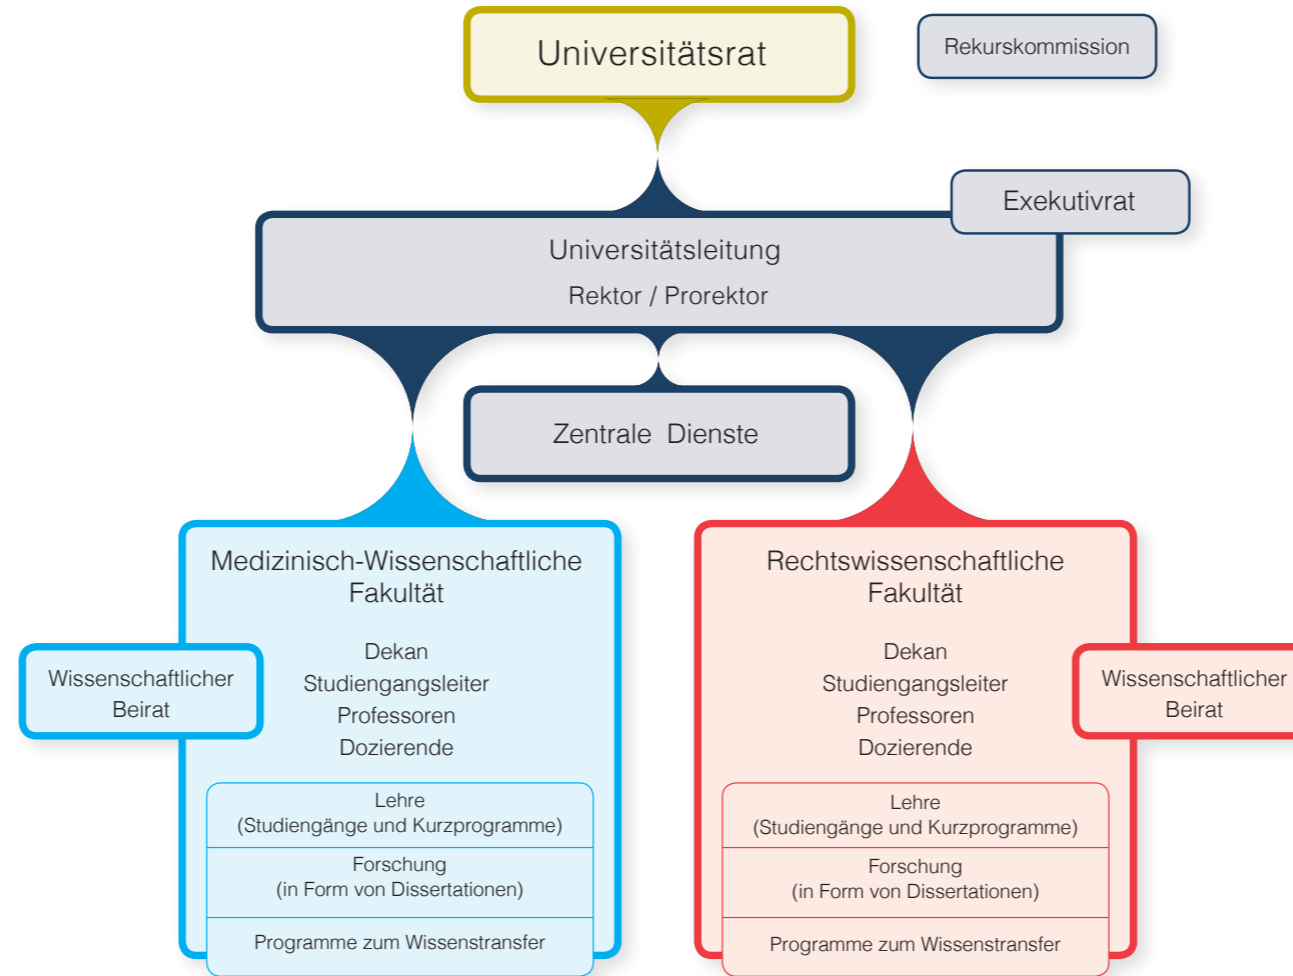 Universitätsrat
Rekurskommission
Exekutivrat
Universitätsleitung
Rektor / Prorektor
Zentrale Dienste
Medizinisch-Wissenschaftliche
Fakultät
Dekan
Studiengangsleiter
Professoren
Dozierende
Wissenschaftlicher
Beirat
Lehre
(Studiengänge und Kurzprogramme)
Forschung
(in Form von Dissertationen)
Programme zum Wissenstransfer
Rechtswissenschaftliche
Fakultät
Dekan
Studiengangsleiter
Professoren
Dozierende
Wissenschaftlicher
Beirat
Lehre
(Studiengänge und Kurzprogramme)
Forschung
(in Form von Dissertationen)
Programme zum Wissenstransfer